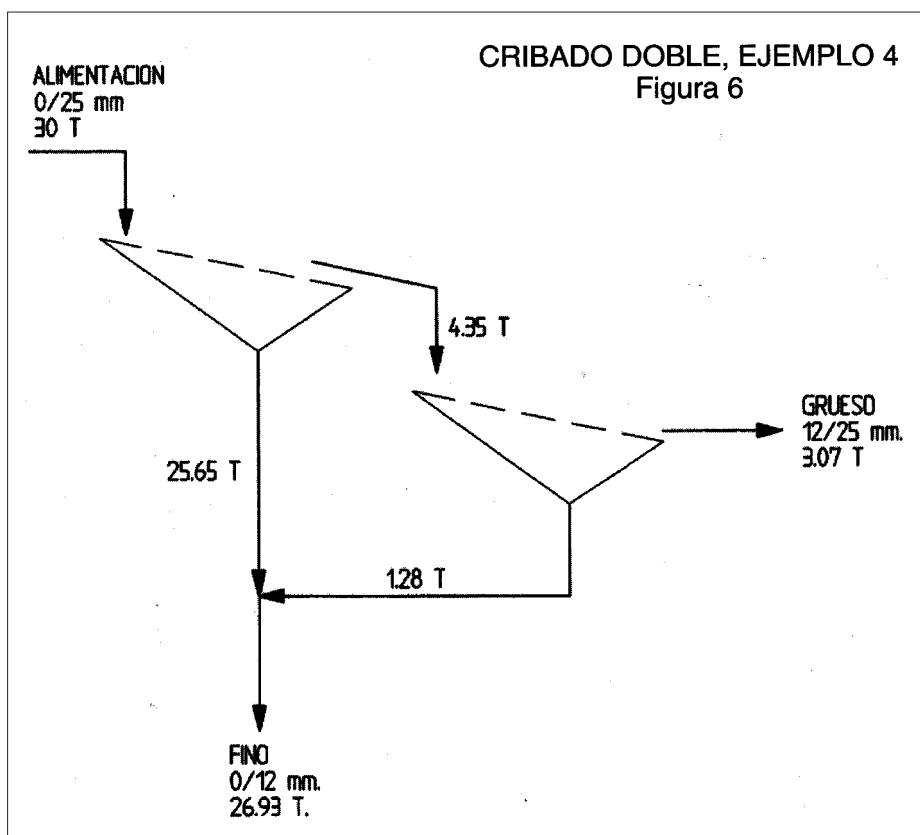 CRIBADO DOBLE, EJEMPLO 4
Figura 6
ALIMENTACION
0/25 mm
30 T
4.35 T
GRUESO
12/25 mm.
3.07 T
25.65 T
1.28 T
FINO
0/12 mm.
26.93 T.